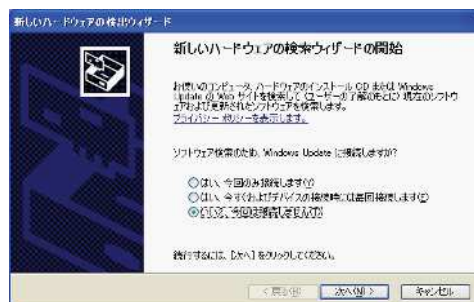 新しいハードウェアの検出ウィザード
新しいハードウェアの検索ウィザードの開始
お使いのコンピュータ、ハードウェアのインストール CD または Windows
Update の Web サイトを検索して (ユーザーの了解のもとに) 現在のソフトウ
ェアおよび更新されたソフトウェアを検索します。
プライバシー ポリシーを表示します。
ソフトウェア検索のため、Windows Update に接続しますか?
はい、今回のみ接続します(Y)
はい、今すぐおよびデバイスの接続時には毎回接続します(E)
いいえ、今回は接続しません(T)
続行するには、[次へ] をクリックしてください。
< 戻る(B)
次へ(N) >
キャンセル